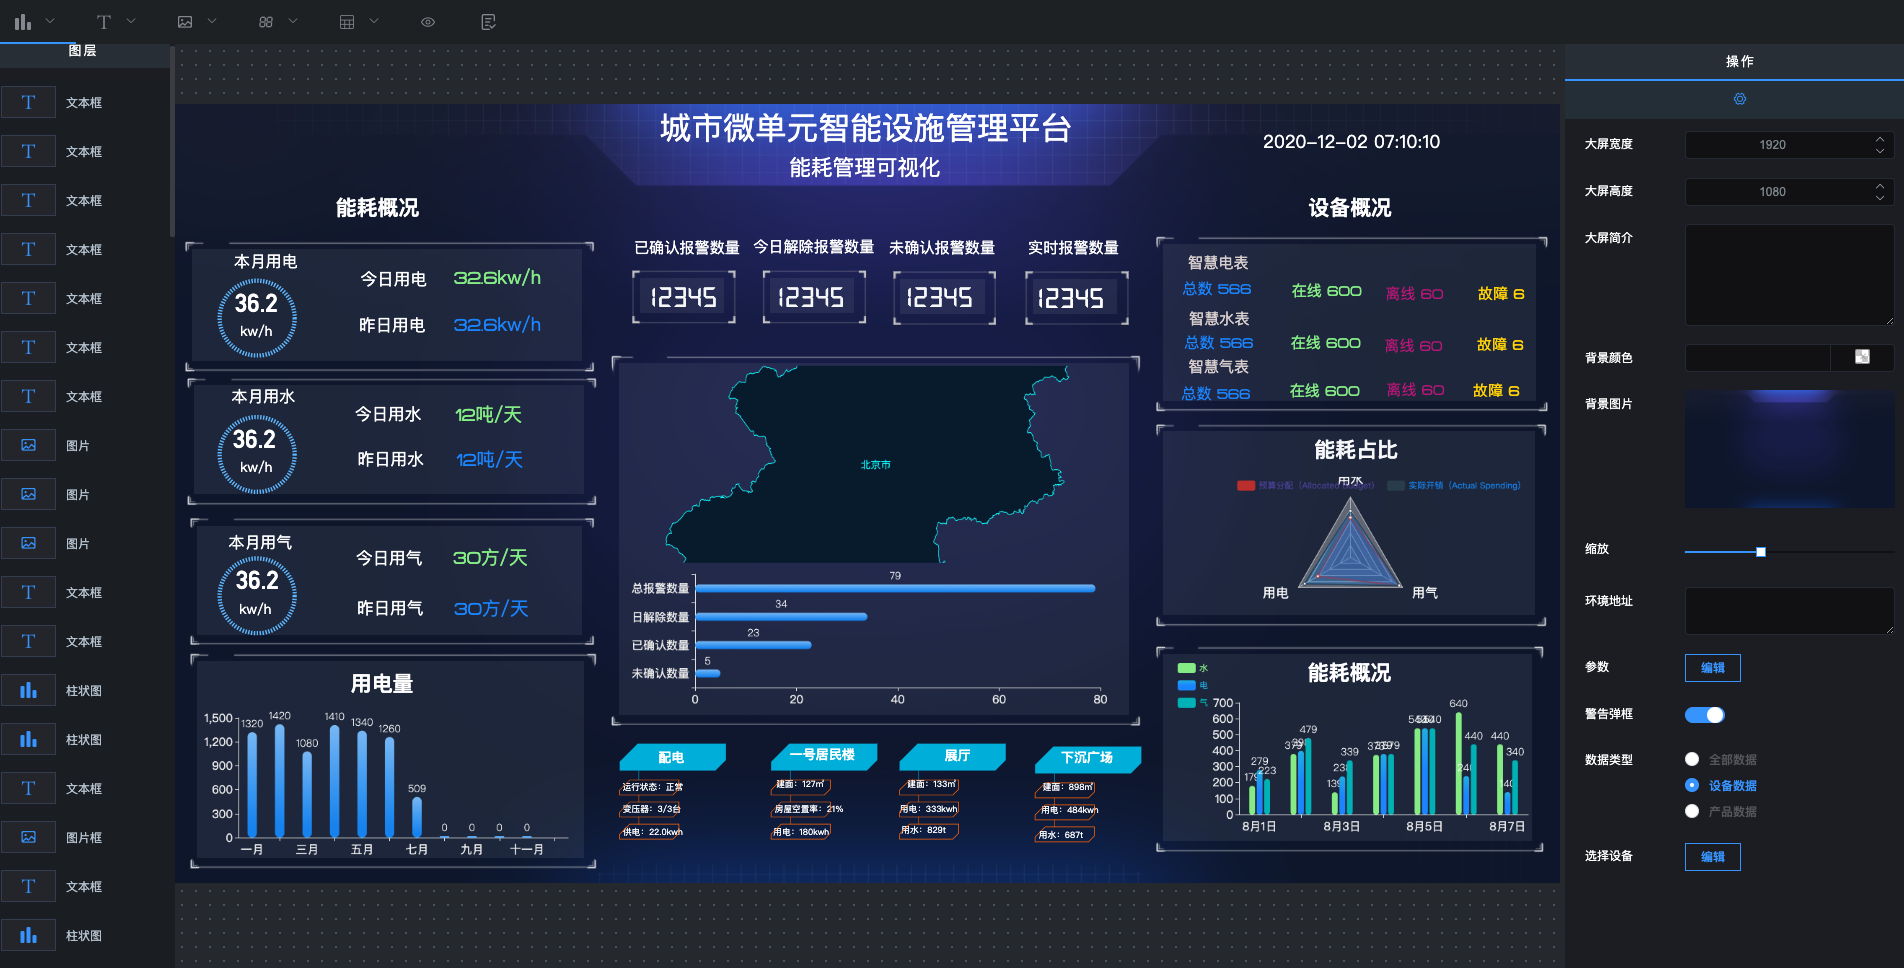 图层
文本框
文本框
文本框
文本框
文本框
文本框
文本框
图片
图片
图片
文本框
文本框
柱状图
柱状图
文本框
图片框
文本框
柱状图
城市微单元智能设施管理平台
能耗管理可视化
2020-12-02 07:10:10
能耗概况
本月用电
36.2
kw/h
今日用电 32.6kw/h
昨日用电 32.6kw/h
本月用水
36.2
kw/h
今日用水 12吨/天
昨日用水 12吨/天
本月用气
36.2
kw/h
今日用气 30方/天
昨日用气 30方/天
用电量
1,500
1,200
900
600
300
0
1320 1420 1080 1410 1340 1260 509 0 0 0 0
一月 三月 五月 七月 九月 十一月
已确认报警数量 今日解除报警数量 未确认报警数量 实时报警数量
12345 12345 12345 12345
北京市
总报警数量 79
日解除数量 34
已确认数量 23
未确认数量 5
0 20 40 60 80
配电
运行状态：正常
变压器：3/3台
供电：22.0kwh
一号居民楼
建面：127㎡
房屋空置率：21%
用电：180kwh
展厅
建面：133㎡
用电：333kwh
用水：829t
下沉广场
建面：898㎡
用电：484kwh
用水：687t
设备概况
智慧电表
总数 566 在线 600 离线 60 故障 6
智慧水表
总数 566 在线 600 离线 60 故障 6
智慧气表
总数 566 在线 600 离线 60 故障 6
能耗占比
预算分配（Allocated 实际开销（Actual Spending）
用水
用电 用气
能耗概况
水
电
气
700
600
500
400
300
200
100
0
279 223 479 339 640 440 440 340
8月1日 8月3日 8月5日 8月7日
操作
大屏宽度 1920
大屏高度 1080
大屏简介
背景颜色
背景图片
缩放
环境地址
参数 编辑
警告弹框
数据类型 全部数据
设备数据
产品数据
选择设备 编辑